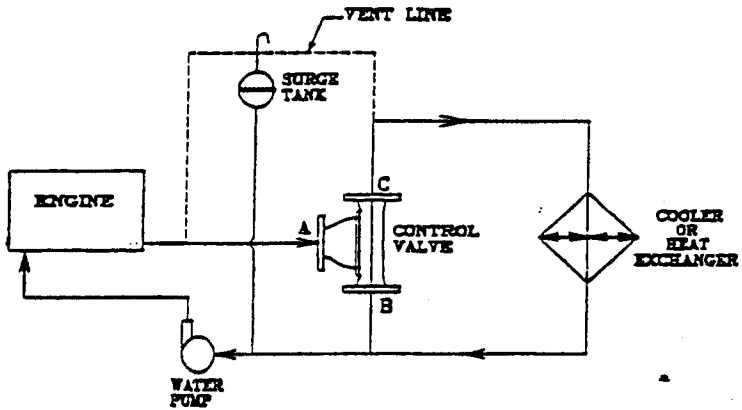 VENT LINE
SURGE
TANK
ENGINE
A
C
CONTROL
VALVE
B
COOLER
OR
HEAT
EXCHANGER
WATER
PUMP